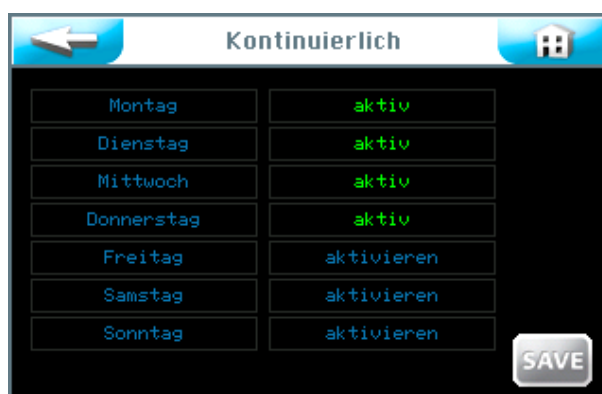 Kontinuierlich
Montag aktiv
Dienstag aktiv
Mittwoch aktiv
Donnerstag aktiv
Freitag aktivieren
Samstag aktivieren
Sonntag aktivieren
SAVE